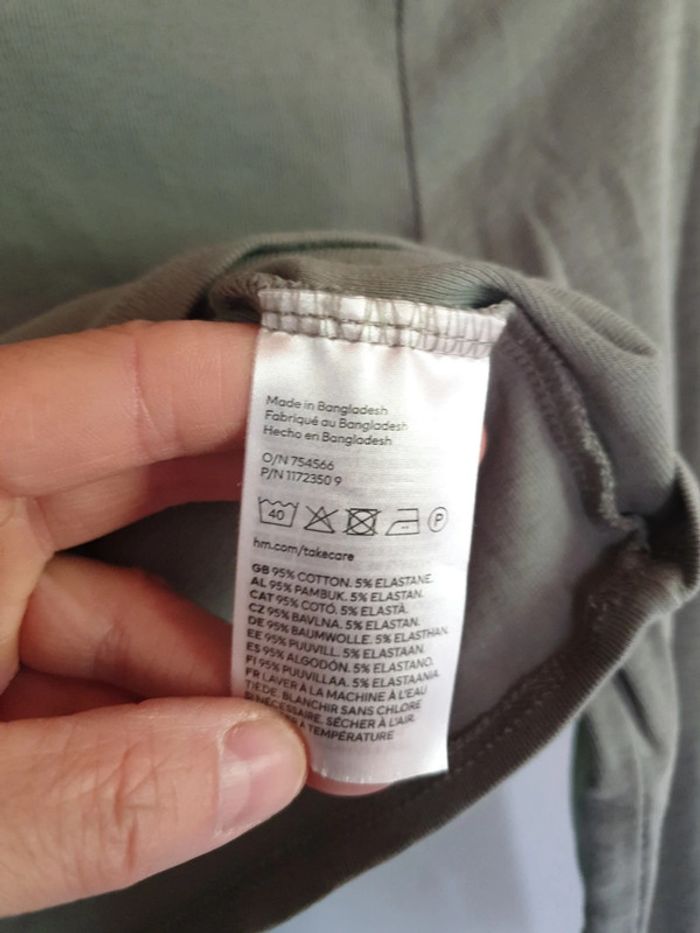 Made in Bangladesh
Fabriqué au Bangladesh
Hecho en Bangladesh
O/N 754566
P/N 1172350 9
40 P
hm.com/takecare
GB 95% COTTON. 5% ELASTANE.
AL 95% PAMBUK. 5% ELASTAN.
CAT 95% COTÓ. 5% ELASTÀ.
CZ 95% BAVLNA. 5% ELASTAN.
DE 95% BAUMWOLLE. 5% ELASTHAN.
EE 95% PUUVILL. 5% ELASTAAN.
ES 95% ALGODÓN. 5% ELASTANO.
FI 95% PUUVILLAA. 5% ELASTAANIA.
FR LAVER À LA MACHINE À L'EAU
TIÈDE. BLANCHIR SANS CHLORE
SI NÉCESSAIRE. SÉCHER À L'AIR.
À TEMPÉRATURE